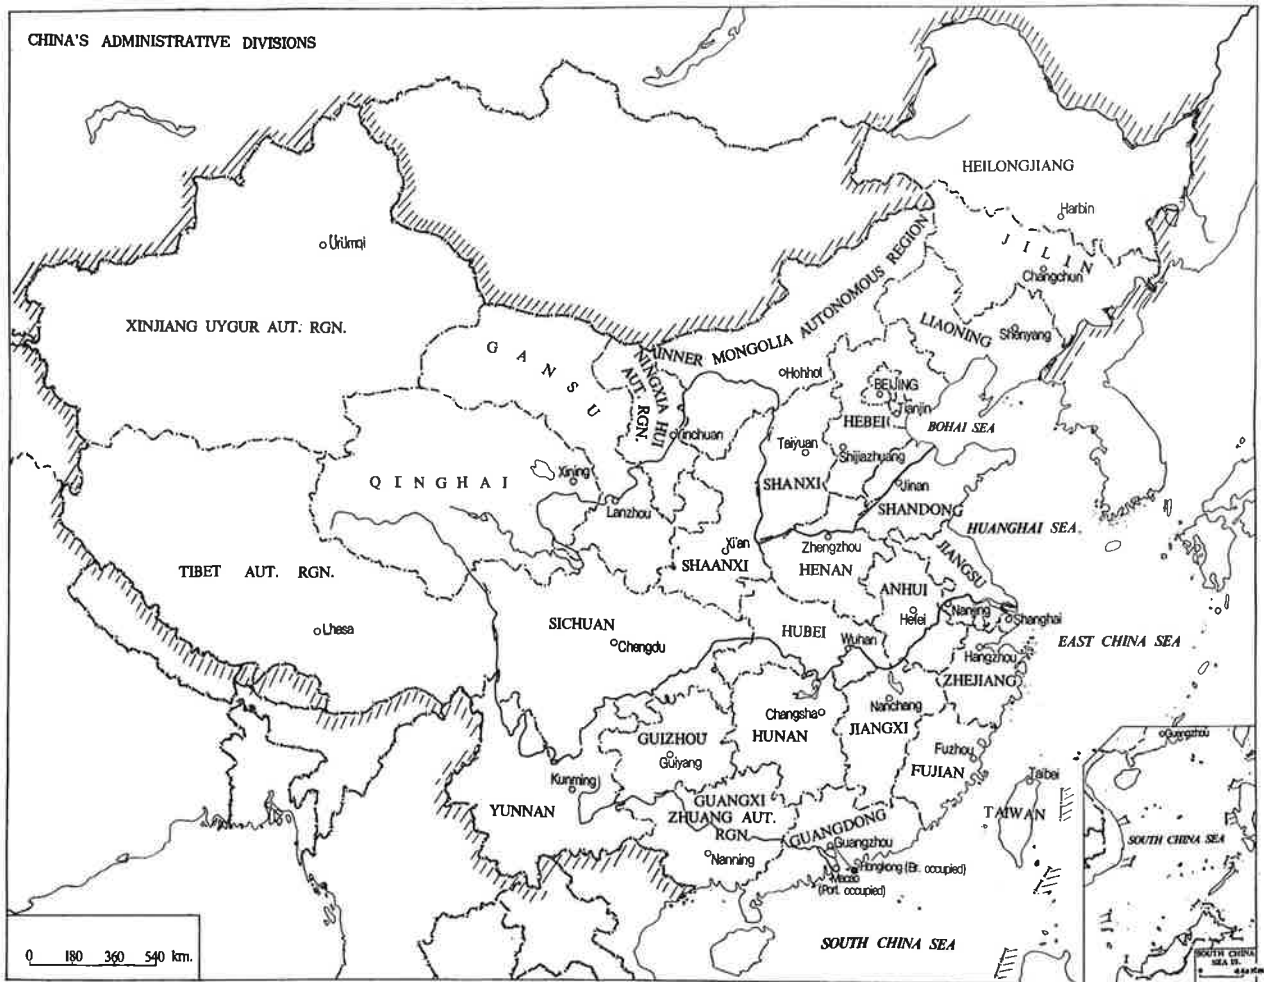 CHINA'S ADMINISTRATIVE DIVISIONS
HEILONGJIANG
Harbin
JILIN
Changchun
Urumqi
INNER MONGOLIA AUTONOMOUS REGION
XINJIANG UYGUR AUT. RGN.
LIAONING
Shenyang
GANSU
NINGXIA HUI
AUT. RGN.
Hohhot
BEIJING
Tianjin
HEBEI
BOHAI SEA
Yinchuan
Taiyuan
Shijiazhuang
Xining
QINGHAI
SHANXI
Jinan
Lanzhou
SHANDONG
HUANGHAI SEA.
Xi'an
Zhengzhou
SHAANXI
HENAN
JIANGSU
TIBET AUT. RGN.
ANHUI
Lhasa
SICHUAN
Hefei
Nanjing
Shanghai
HUBEI
Wuhan
EAST CHINA SEA
Chengdu
Hangzhou
ZHEJIANG
Nanchang
Changsha
HUNAN
JIANGXI
GUIZHOU
Guiyang
Fuzhou
FUJIAN
Guangzhou
Kunming
Taibei
YUNNAN
GUANGXI
ZHUANG AUT.
RGN.
GUANGDONG
TAIWAN
Guangzhou
SOUTH CHINA SEA
Nanning
Hongkong (Br. occupied)
Macao
(Port. occupied)
SOUTH CHINA SEA
0 180 360 540 km.
SOUTH CHINA
SEA IS.